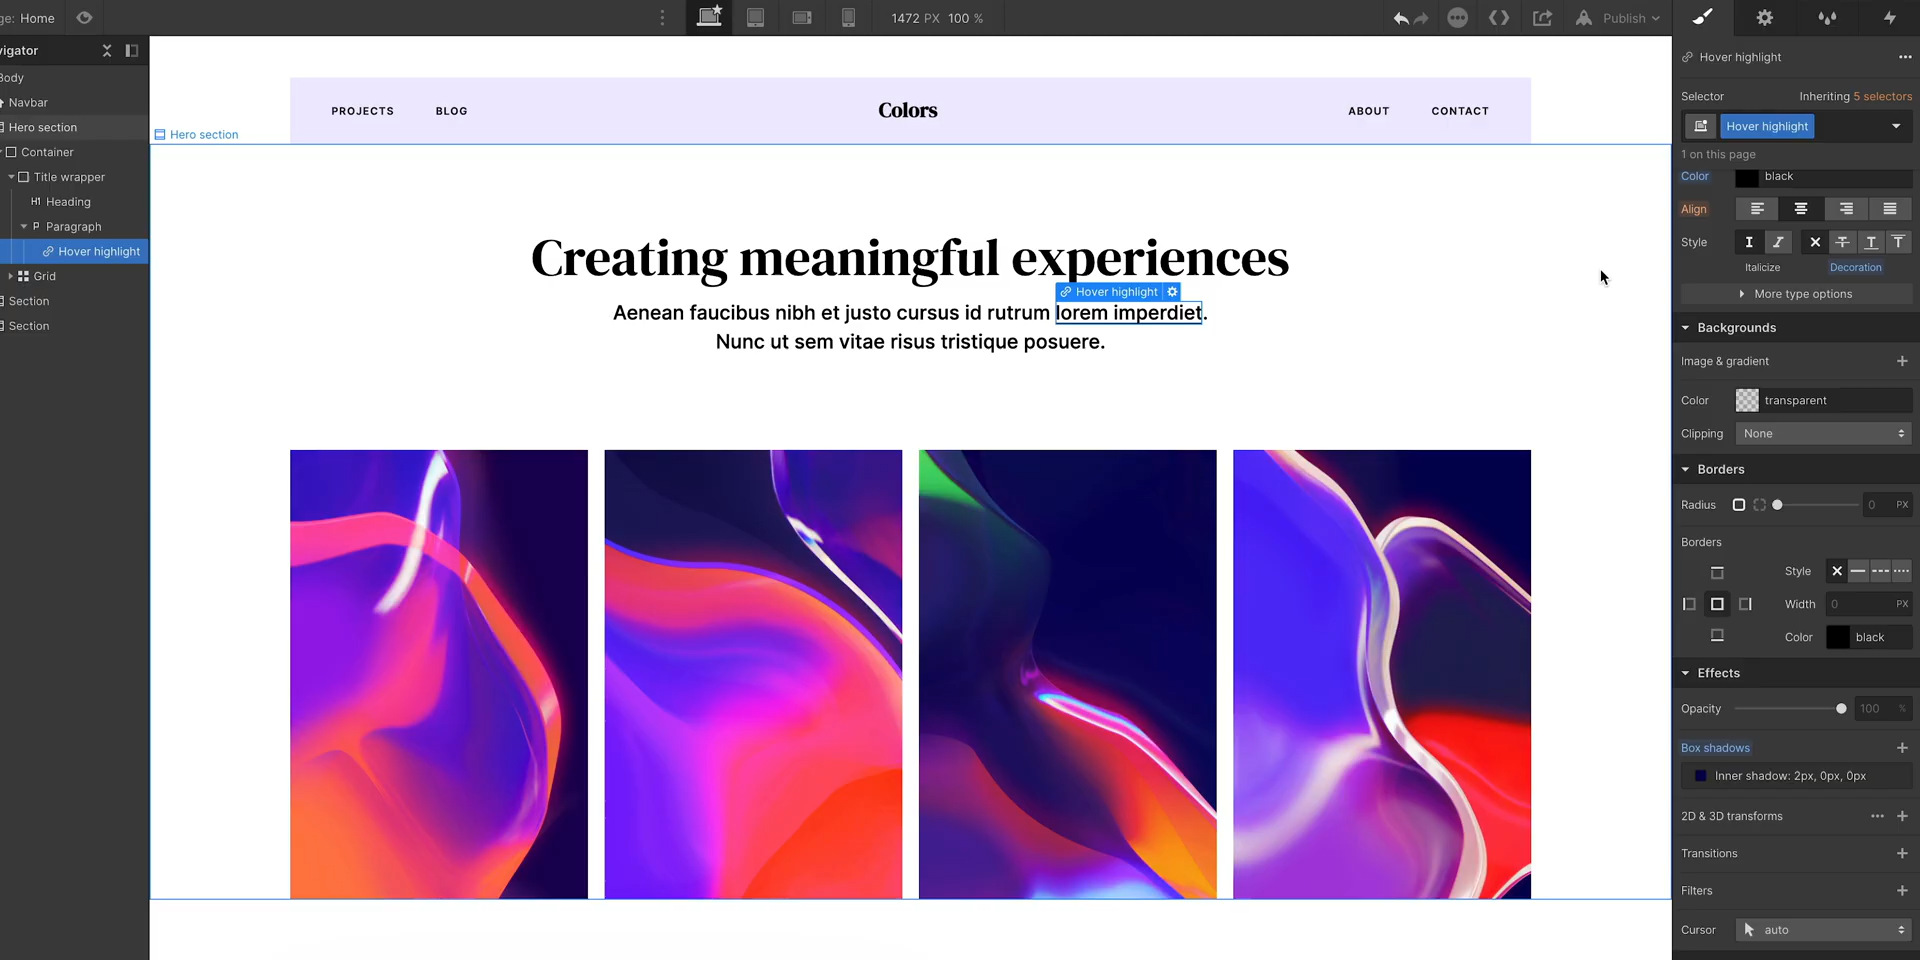 ge: Home
1472 PX 100 %
Publish
vigator
Body
Navbar
Hero section
Container
Title wrapper
H1 Heading
P Paragraph
Hover highlight
Grid
Section
Section
PROJECTS
BLOG
Colors
ABOUT
CONTACT
Hero section
Creating meaningful experiences
Hover highlight
Aenean faucibus nibh et justo cursus id rutrum lorem imperdiet.
Nunc ut sem vitae risus tristique posuere.
Hover highlight
Selector
Inheriting 5 selectors
Hover highlight
1 on this page
Color
black
Align
Style
Italicize
Decoration
More type options
Backgrounds
Image & gradient
Color
transparent
Clipping
None
Borders
Radius
0 PX
Borders
Style
Width
0 PX
Color
black
Effects
Opacity
100 %
Box shadows
Inner shadow: 2px, 0px, 0px
2D & 3D transforms
Transitions
Filters
Cursor
auto